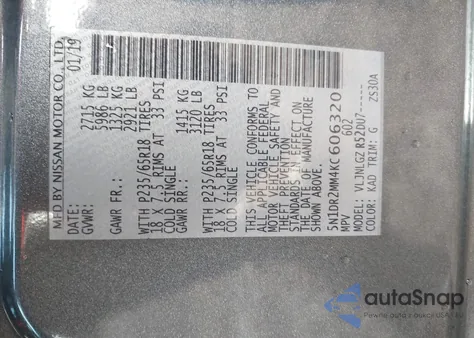 MFD BY NISSAN MOTOR CO., LTD.
DATE: 01/19
GVWR: 2715 KG
5986 LB
GAWR FR.: 1325 KG
2921 LB
WITH P235/65R18 TIRES
18 X 7.5 RIMS AT 33 PSI
COLD SINGLE
GAWR RR.: 1415 KG
3120 LB
WITH P235/65R18 TIRES
18 X 7.5 RIMS AT 33 PSI
COLD SINGLE
THIS VEHICLE CONFORMS TO
ALL APPLICABLE FEDERAL
MOTOR VEHICLE SAFETY AND
THEFT PREVENTION
STANDARDS IN EFFECT ON
THE DATE OF MANUFACTURE
SHOWN ABOVE.
5N1DR2MM4KC606320
MPV G02
MODEL: VLJNLGZ R52DU7------
COLOR: KAD TRIM: G ZS30A
autoSnap